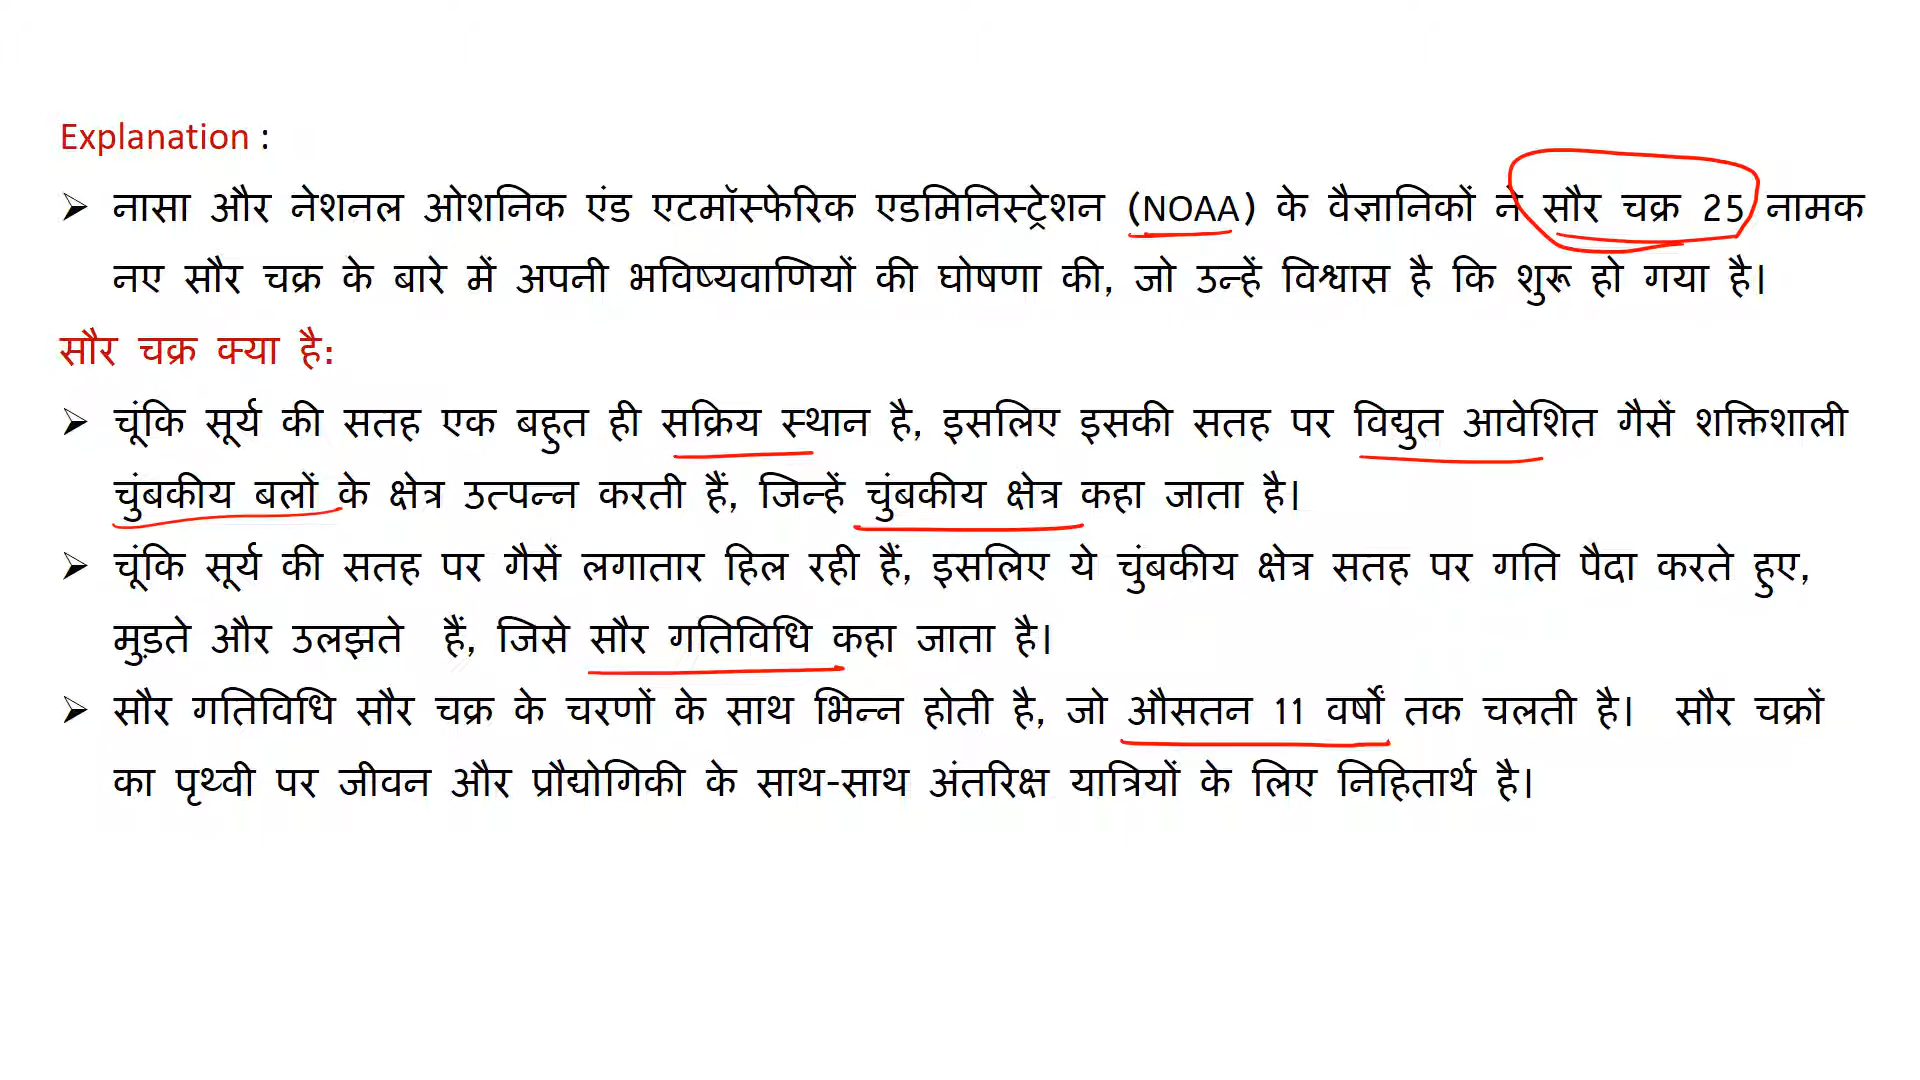 Explanation :
➢ नासा और नेशनल ओशनिक एंड एटमॉस्फेरिक एडमिनिस्ट्रेशन (NOAA) के वैज्ञानिकों ने सौर चक्र 25 नामक
नए सौर चक्र के बारे में अपनी भविष्यवाणियों की घोषणा की, जो उन्हें विश्वास है कि शुरू हो गया है।
सौर चक्र क्या है:
➢ चूंकि सूर्य की सतह एक बहुत ही सक्रिय स्थान है, इसलिए इसकी सतह पर विद्युत आवेशित गैसें शक्तिशाली
चुंबकीय बलों के क्षेत्र उत्पन्न करती हैं, जिन्हें चुंबकीय क्षेत्र कहा जाता है।
➢ चूंकि सूर्य की सतह पर गैसें लगातार हिल रही हैं, इसलिए ये चुंबकीय क्षेत्र सतह पर गति पैदा करते हुए,
मुड़ते और उलझते हैं, जिसे सौर गतिविधि कहा जाता है।
➢ सौर गतिविधि सौर चक्र के चरणों के साथ भिन्न होती है, जो औसतन 11 वर्षों तक चलती है। सौर चक्रों
का पृथ्वी पर जीवन और प्रौद्योगिकी के साथ-साथ अंतरिक्ष यात्रियों के लिए निहितार्थ है।